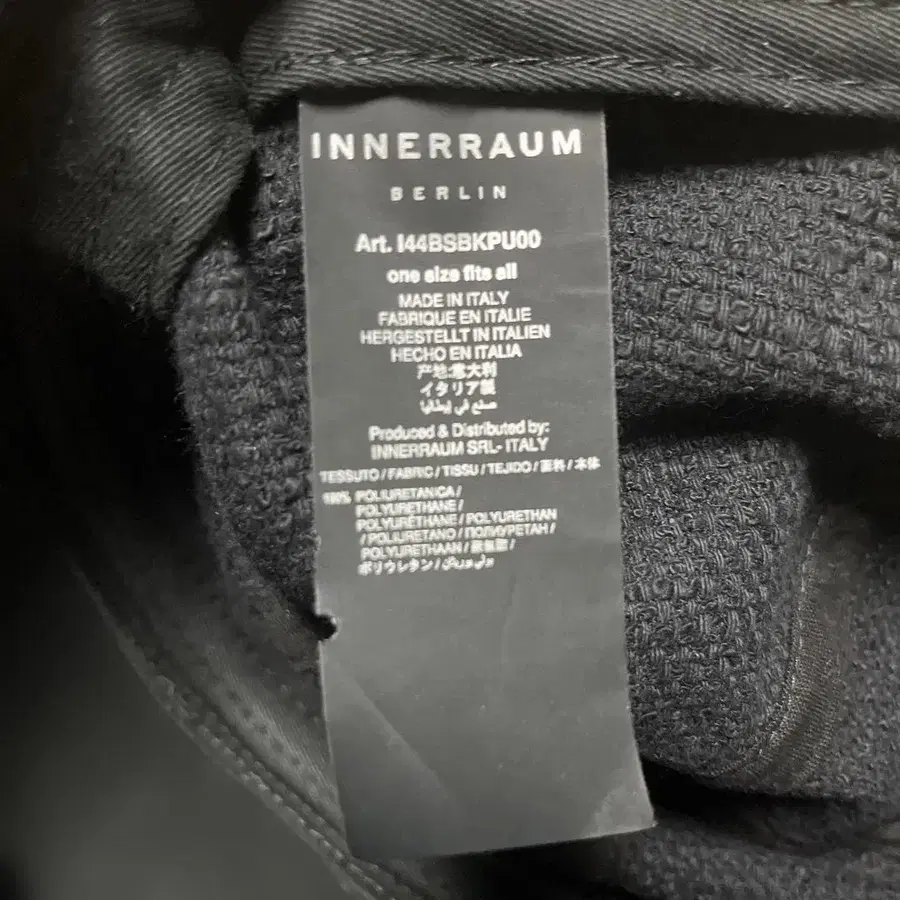 INNERRAUM
BERLIN
Art. I44BSBKPU00
one size fits all
MADE IN ITALY
FABRIQUE EN ITALIE
HERGESTELLT IN ITALIEN
HECHO EN ITALIA
产地:意大利
イタリア製
صنع في إيطاليا
Produced & Distributed by:
INNERRAUM SRL- ITALY
TESSUTO / FABRIC / TISSU / TEJIDO / 面料 / 本体
100% POLIURETANICA /
POLYURETHANE /
POLYURÉTHANE / POLYURETHAN
/ POLIURETANO / ПОЛИУРЕТАН /
POLYURETHAAN / 聚氨酯 /
ポリウレタン /